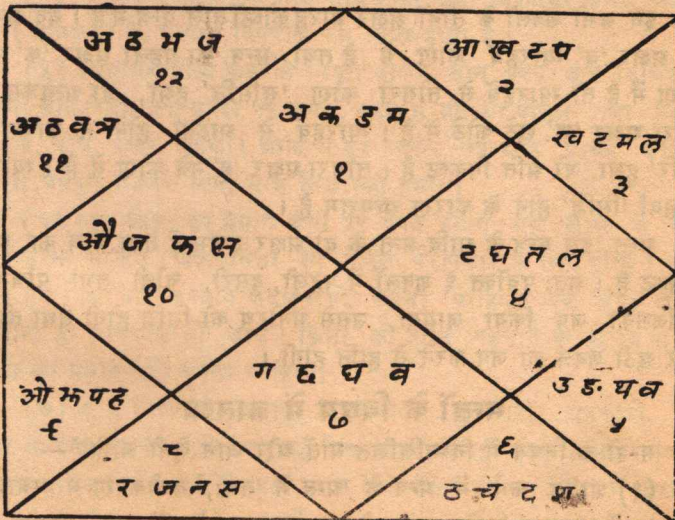 अ ठ भ ज
१२
आ ख ट प
२
अ क ड म
१
अ ठ व त्र
११
ख ट म ल
३
औ ज फ स
१०
ट घ त ल
४
ओ झ प ह
९
ग छ घ व
७
उ ङ य व
५
८
र ज न स
६
ठ च द श